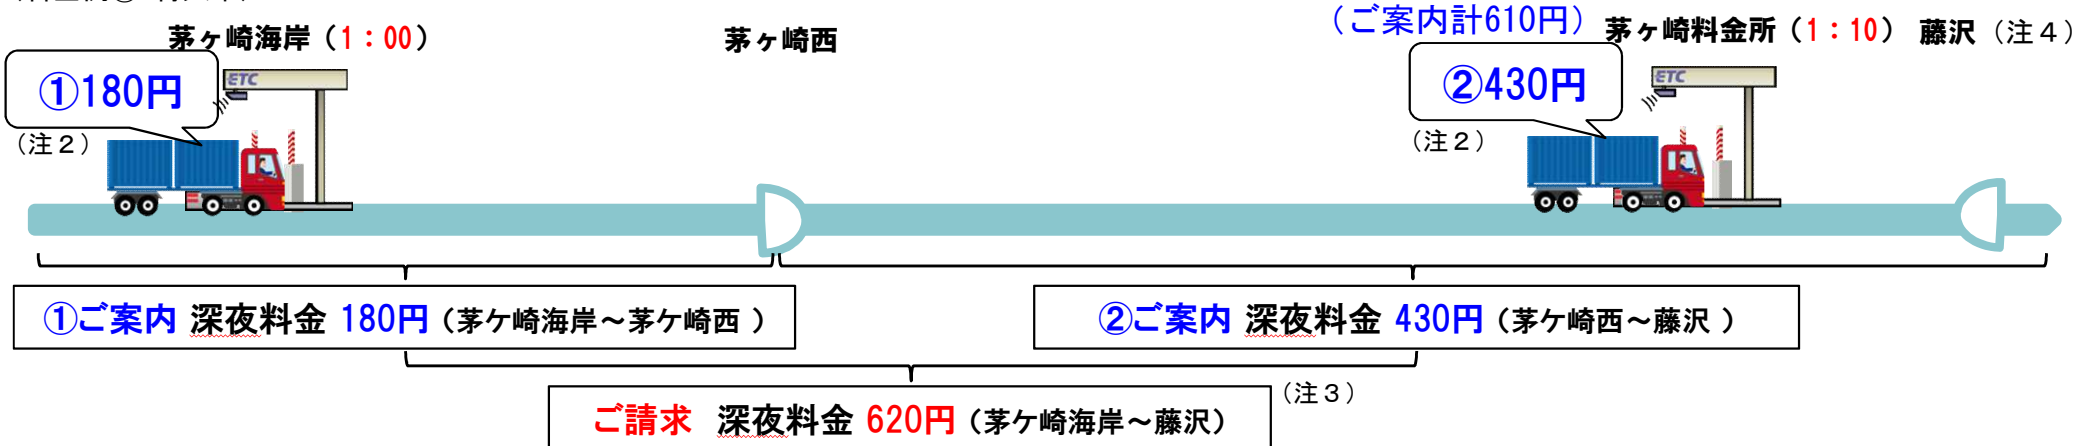 (ご案内計610円)
茅ヶ崎海岸(1:00)
茅ヶ崎西
茅ヶ崎料金所(1:10) 藤沢(注4)
①180円
ETC
(注2)
②430円
ETC
(注2)
①ご案内 深夜料金 180円(茅ケ崎海岸～茅ケ崎西 )
②ご案内 深夜料金 430円(茅ケ崎西～藤沢 )
(注3)
ご請求 深夜料金 620円(茅ケ崎海岸～藤沢)